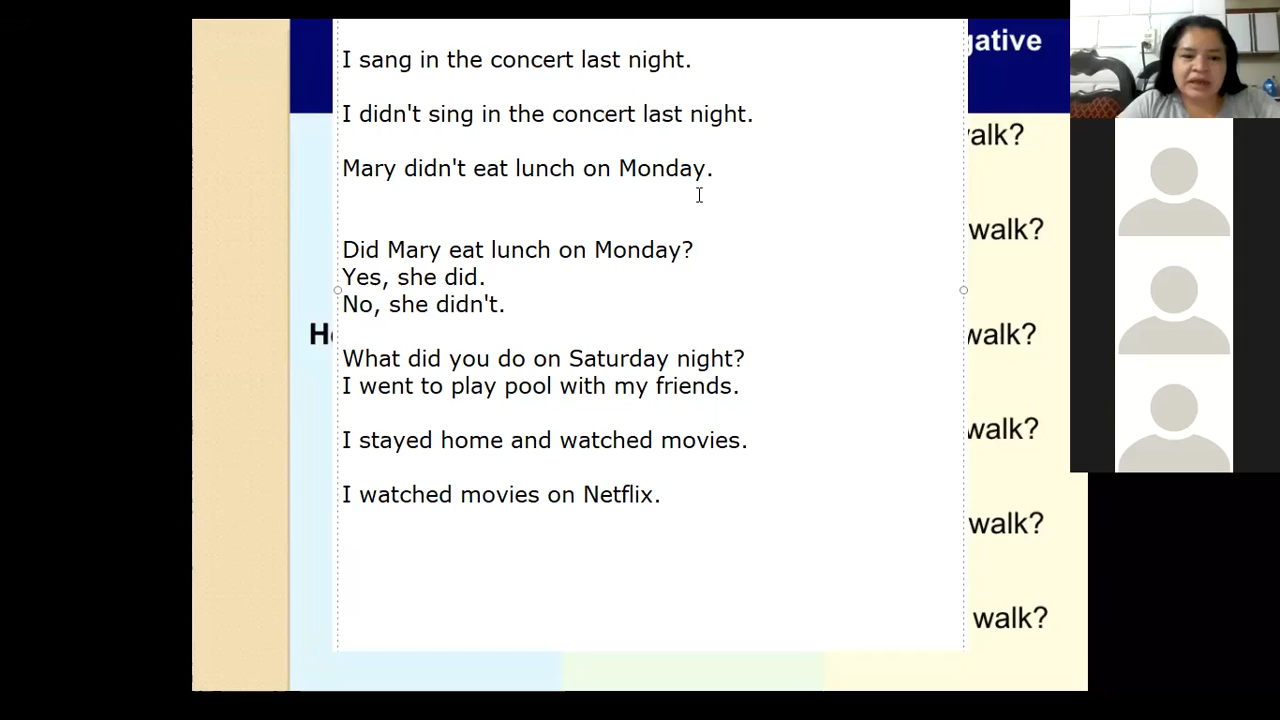 gative
I sang in the concert last night.
I didn't sing in the concert last night.
alk?
Mary didn't eat lunch on Monday.
walk?
Did Mary eat lunch on Monday?
Yes, she did.
No, she didn't.
walk?
What did you do on Saturday night?
I went to play pool with my friends.
walk?
I stayed home and watched movies.
I watched movies on Netflix.
walk?
walk?